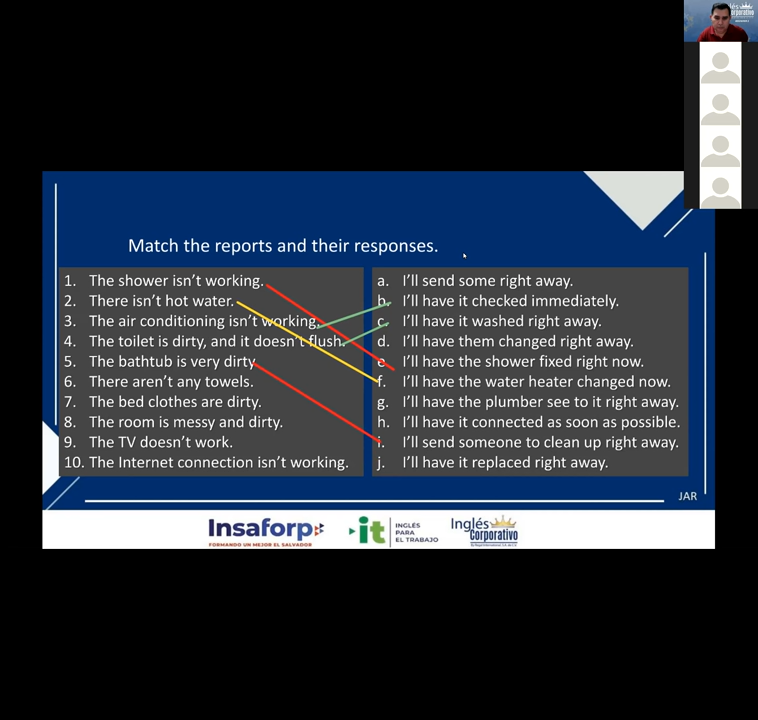 Match the reports and their responses.
1. The shower isn't working.
2. There isn't hot water.
3. The air conditioning isn't working.
4. The toilet is dirty, and it doesn't flush.
5. The bathtub is very dirty
6. There aren't any towels.
7. The bed clothes are dirty.
8. The room is messy and dirty.
9. The TV doesn't work.
10. The Internet connection isn't working.
a. I'll send some right away.
b. I'll have it checked immediately.
c. I'll have it washed right away.
d. I'll have them changed right away.
e. I'll have the shower fixed right now.
f. I'll have the water heater changed now.
g. I'll have the plumber see to it right away.
h. I'll have it connected as soon as possible.
i. I'll send someone to clean up right away.
j. I'll have it replaced right away.
JAR
Insaforp
FORMANDO UN MEJOR EL SALVADOR
it
INGLÉS
PARA
EL TRABAJO
Inglés
Corporativo